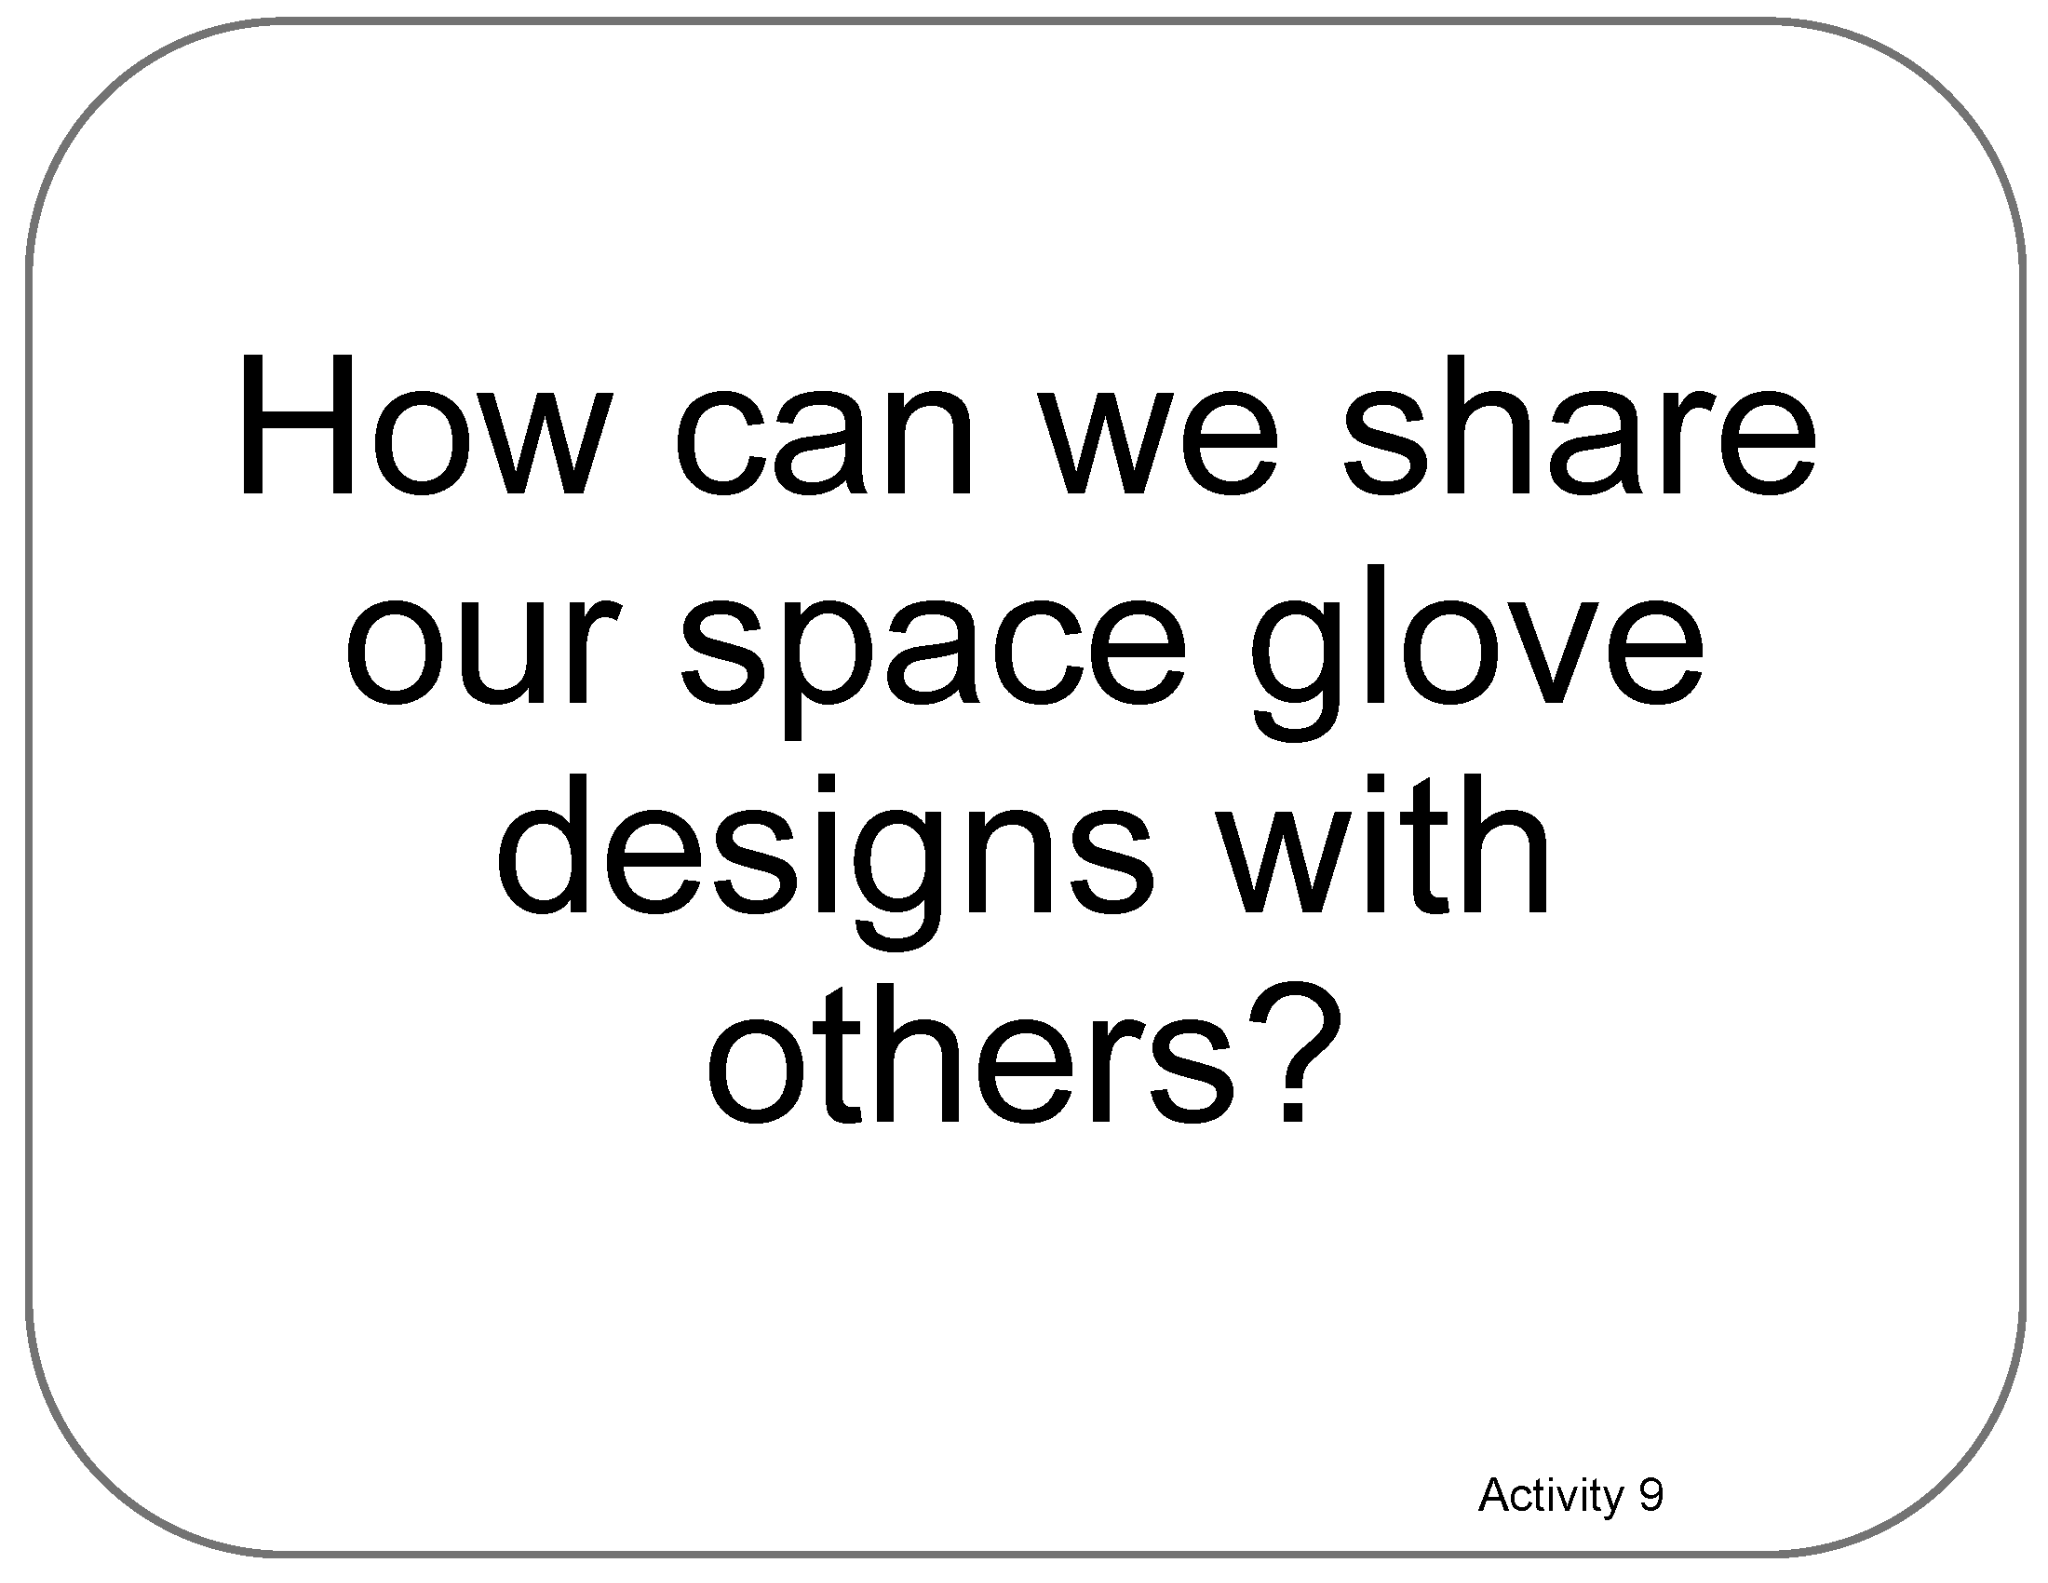 How can we share
our space glove
designs with
others?
Activity 9